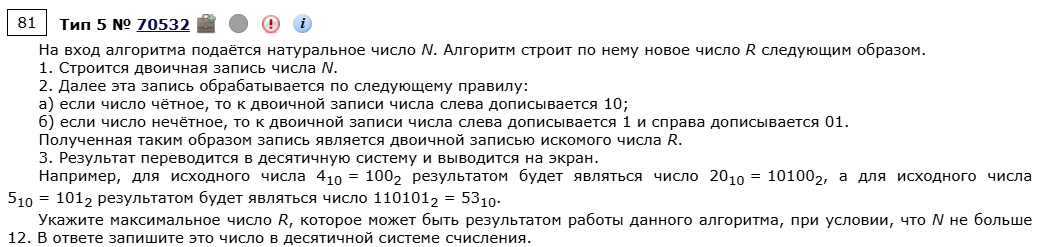 81 Тип 5 № 70532
На вход алгоритма подаётся натуральное число N. Алгоритм строит по нему новое число R следующим образом.
1. Строится двоичная запись числа N.
2. Далее эта запись обрабатывается по следующему правилу:
а) если число чётное, то к двоичной записи числа слева дописывается 10;
б) если число нечётное, то к двоичной записи числа слева дописывается 1 и справа дописывается 01.
Полученная таким образом запись является двоичной записью искомого числа R.
3. Результат переводится в десятичную систему и выводится на экран.
Например, для исходного числа 4₁₀ = 100₂ результатом будет являться число 20₁₀ = 10100₂, а для исходного числа
5₁₀ = 101₂ результатом будет являться число 110101₂ = 53₁₀.
Укажите максимальное число R, которое может быть результатом работы данного алгоритма, при условии, что N не больше
12. В ответе запишите это число в десятичной системе счисления.